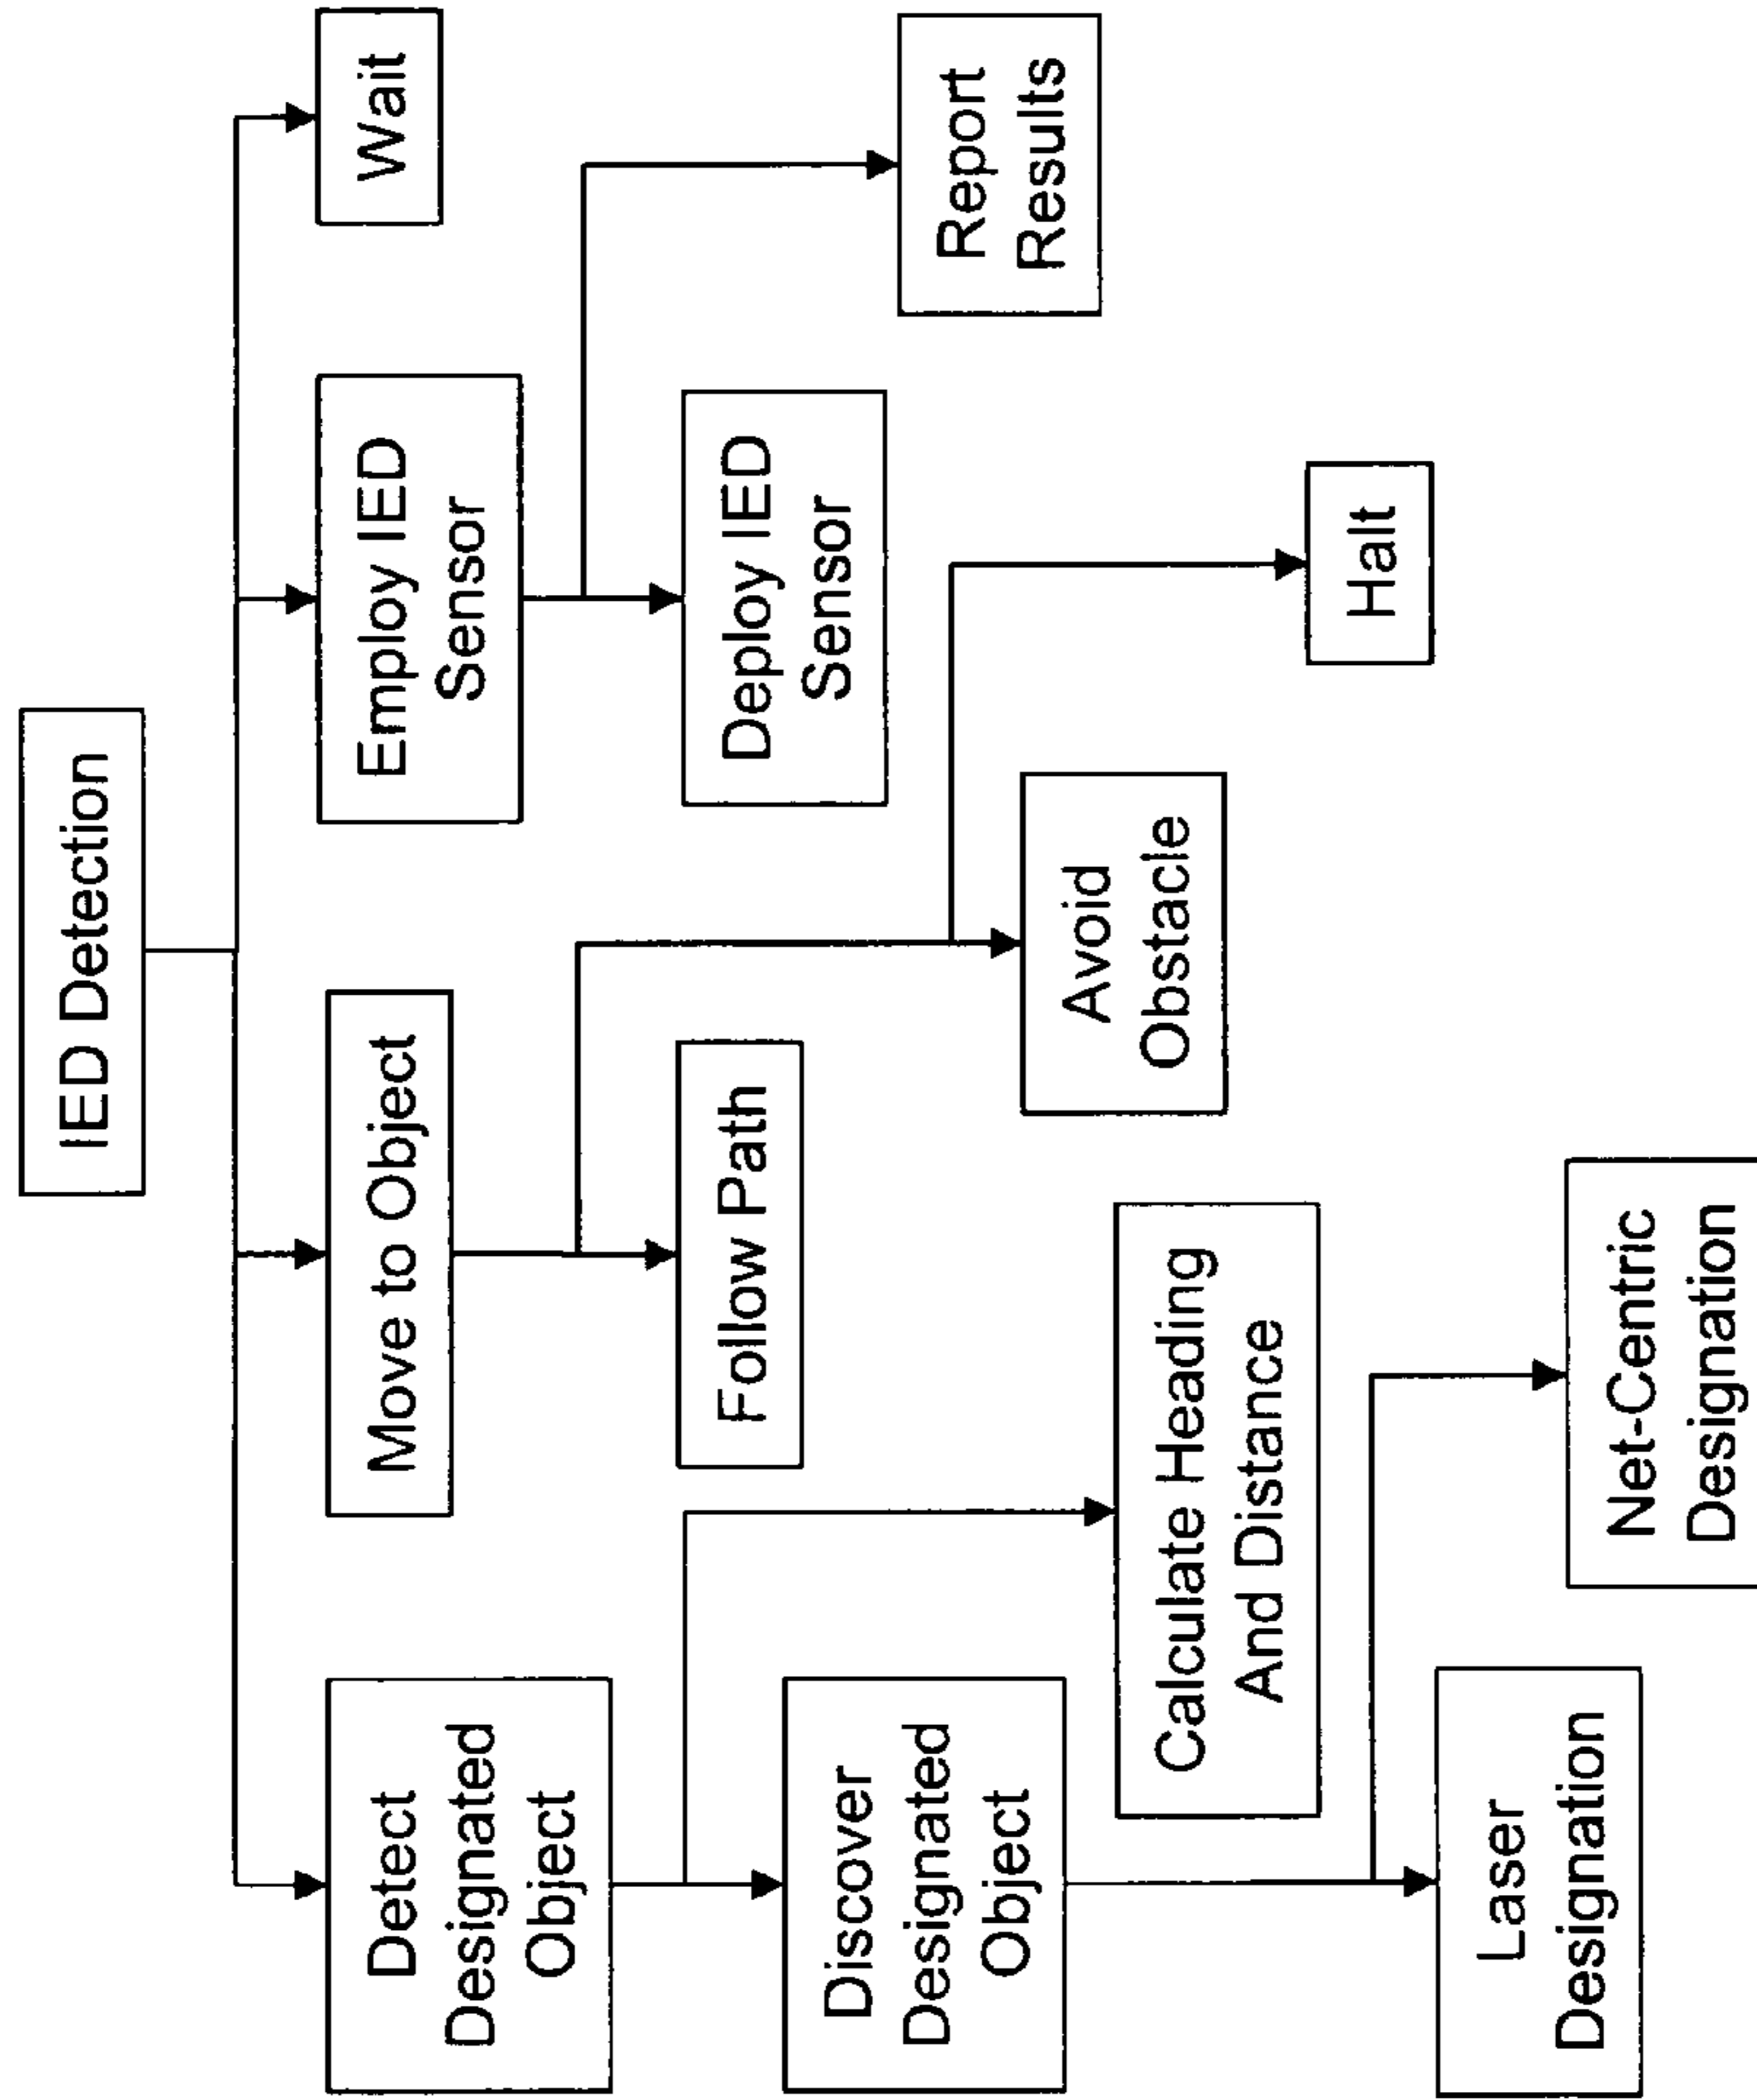 IED Detection
Detect
Designated
Object
Move to Object
Employ IED
Sensor
Wait
Discover
Designated
Object
Follow Path
Deploy IED
Sensor
Report
Results
Calculate Heading
And Distance
Avoid
Obstacle
Halt
Laser
Designation
Net-Centric
Designation